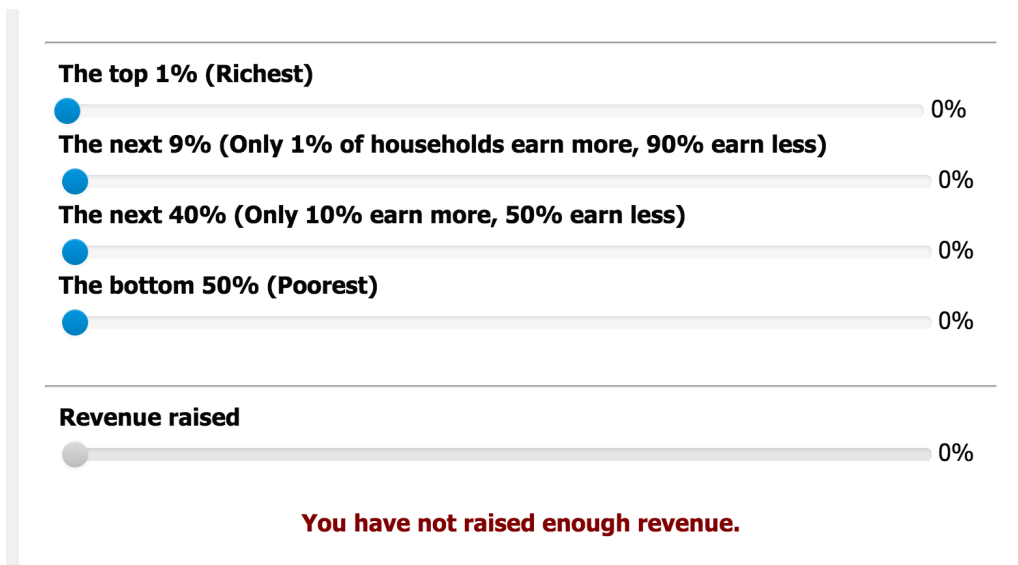 The top 1% (Richest)
0%
The next 9% (Only 1% of households earn more, 90% earn less)
0%
The next 40% (Only 10% earn more, 50% earn less)
0%
The bottom 50% (Poorest)
0%
Revenue raised
0%
You have not raised enough revenue.